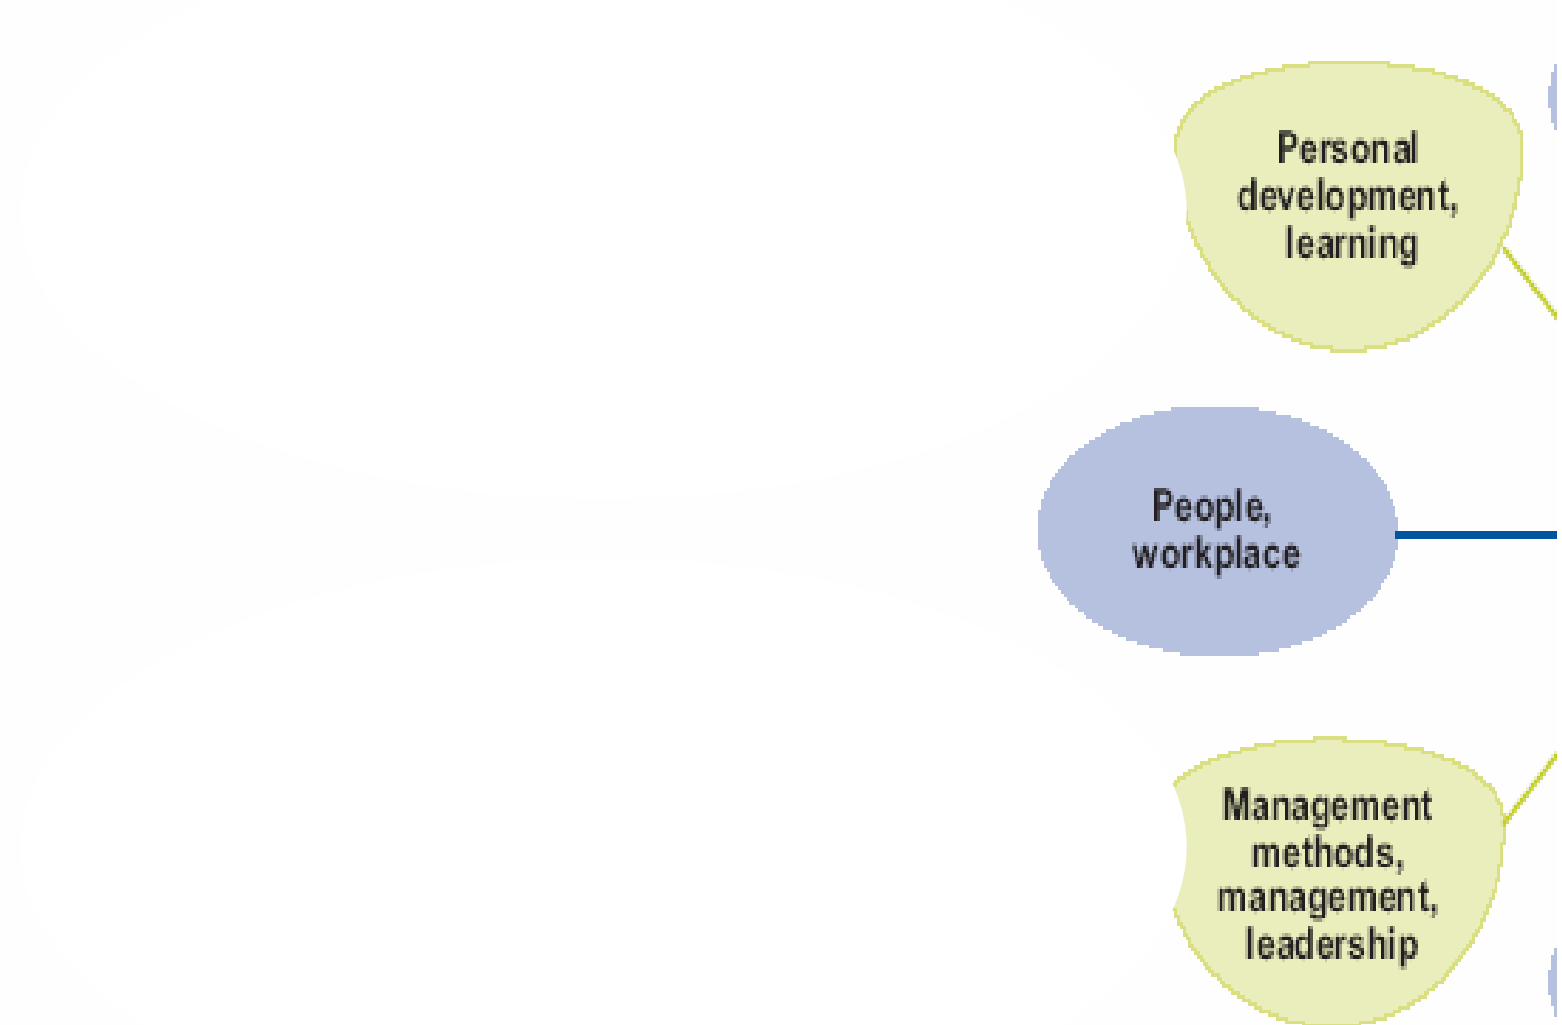 Personal
development,
learning
People,
workplace
Management
methods,
management,
leadership